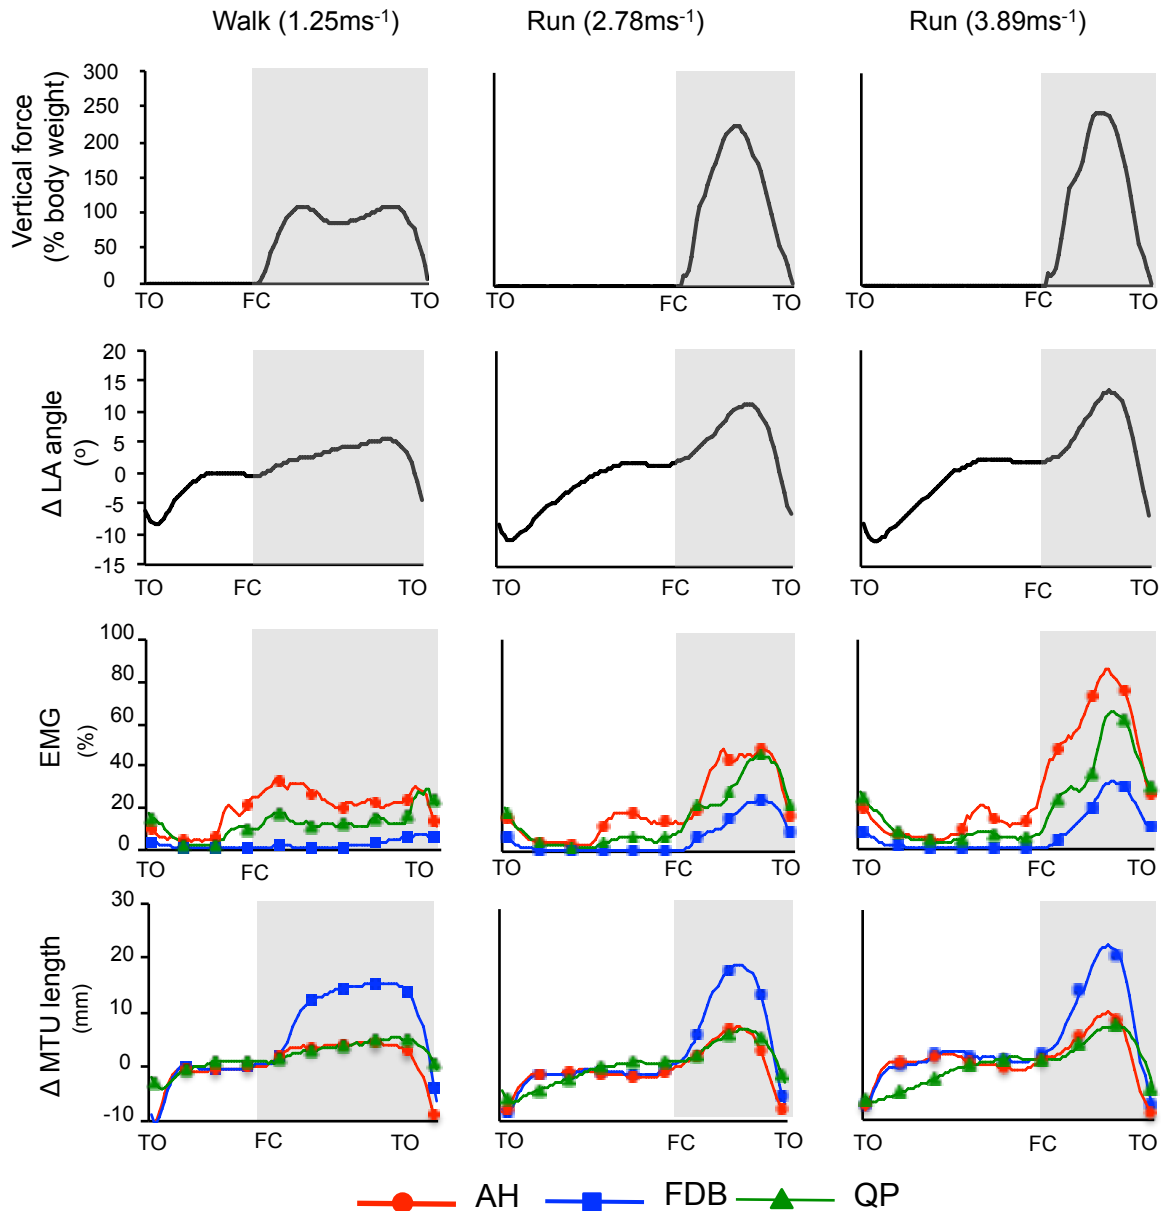 Walk (1.25ms-1) Run (2.78ms-1) Run (3.89ms-1)
Vertical force
(% body weight)
300
250
200
150
100
50
0
TO FC TO TO FC TO TO FC TO
Δ LA angle
(o)
20
15
10
5
0
-5
-10
-15
TO FC TO TO FC TO TO FC TO
EMG
(%)
100
80
60
40
20
0
TO FC TO TO FC TO TO FC TO
Δ MTU length
(mm)
30
20
10
0
-10
TO FC TO TO FC TO TO FC TO
AH FDB QP